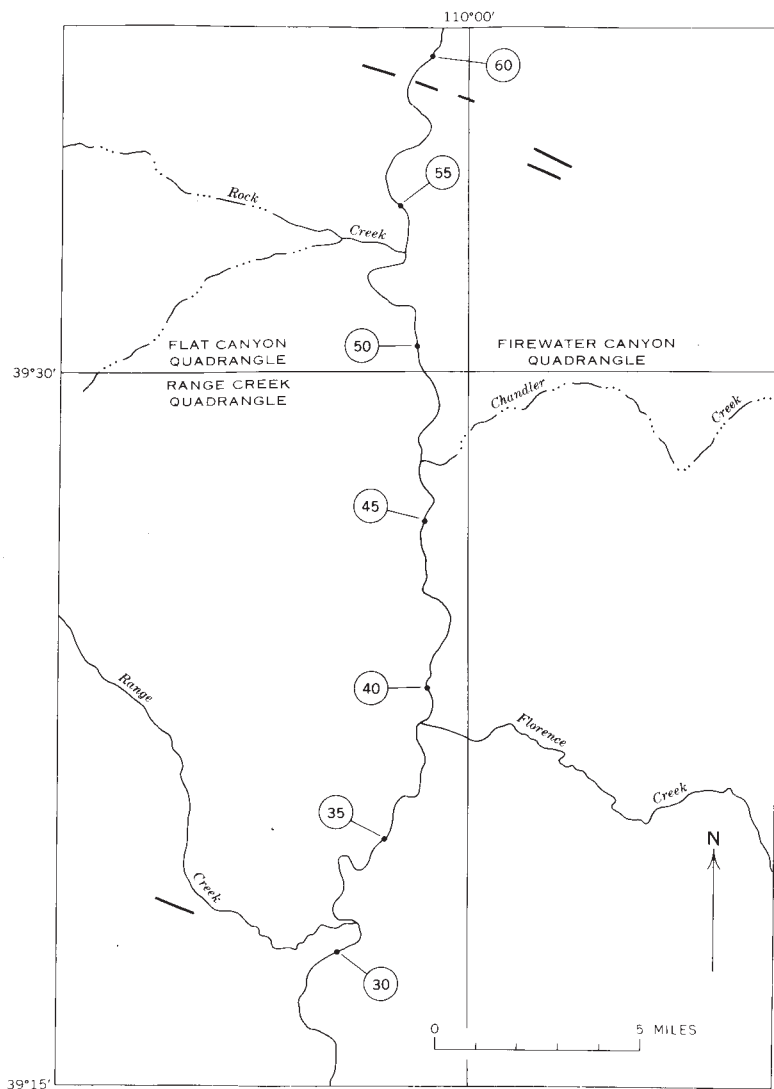 110°00'
60
55
Rock
Creek
FLAT CANYON
QUADRANGLE
50
FIREWATER CANYON
QUADRANGLE
39°30'
RANGE CREEK
QUADRANGLE
Chandler
Creek
45
Range
40
Florence
Creek
35
N
Creek
30
0 5 MILES
39°15'